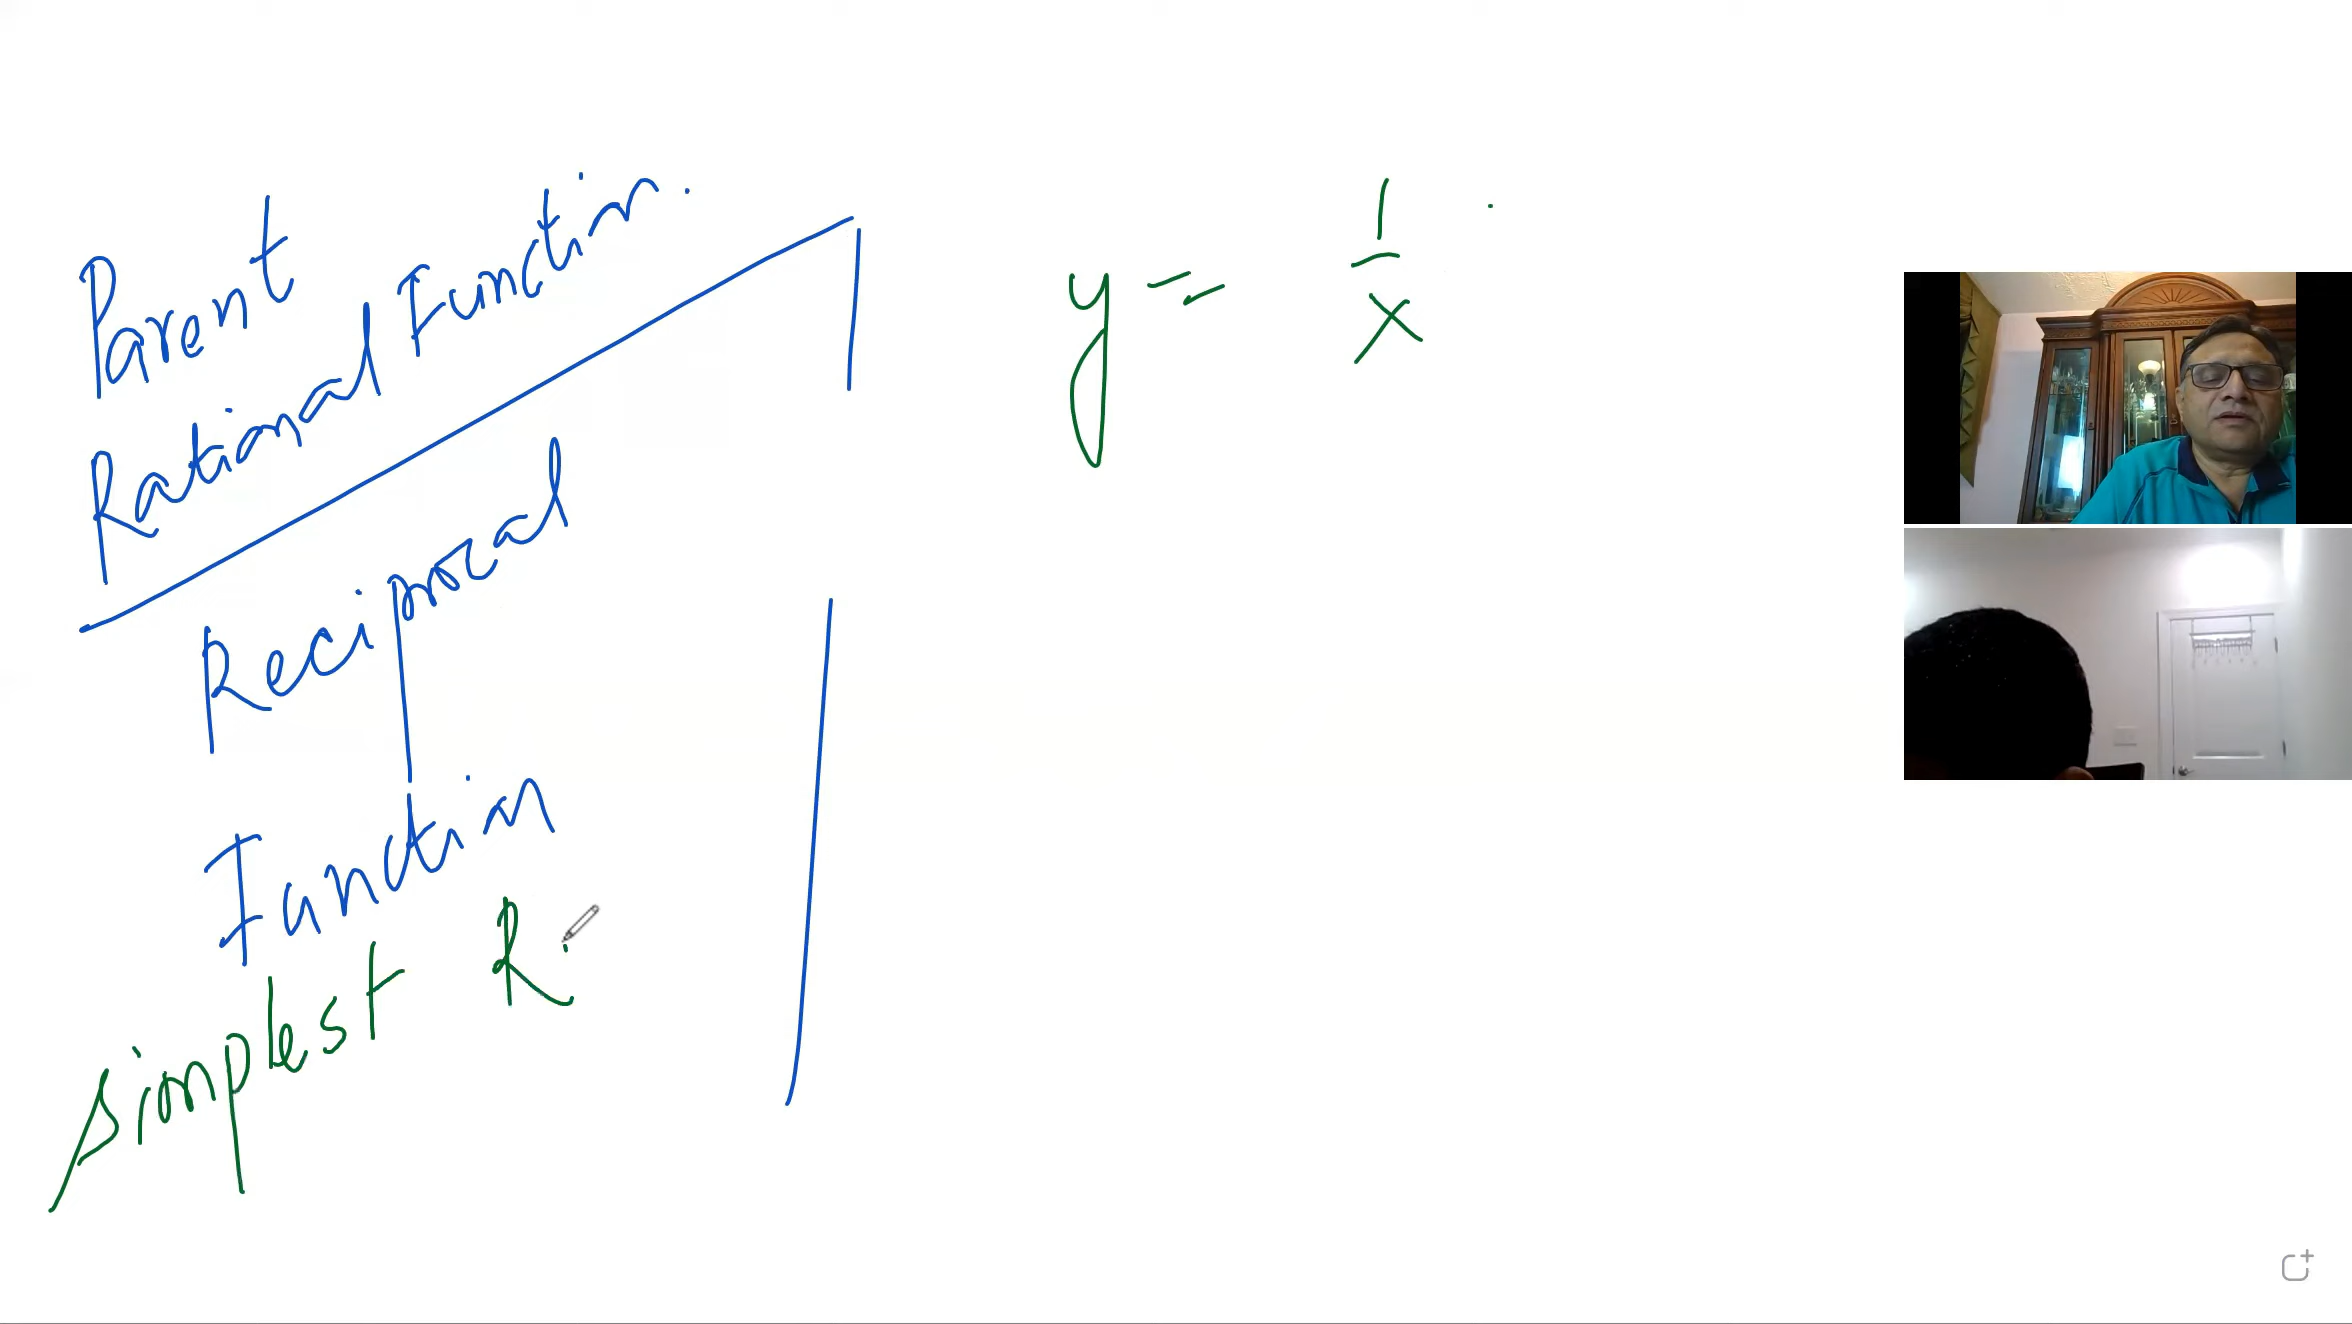 Parent
Rational Function.
Reciprocal
Function
Simplest R
y = 1/x